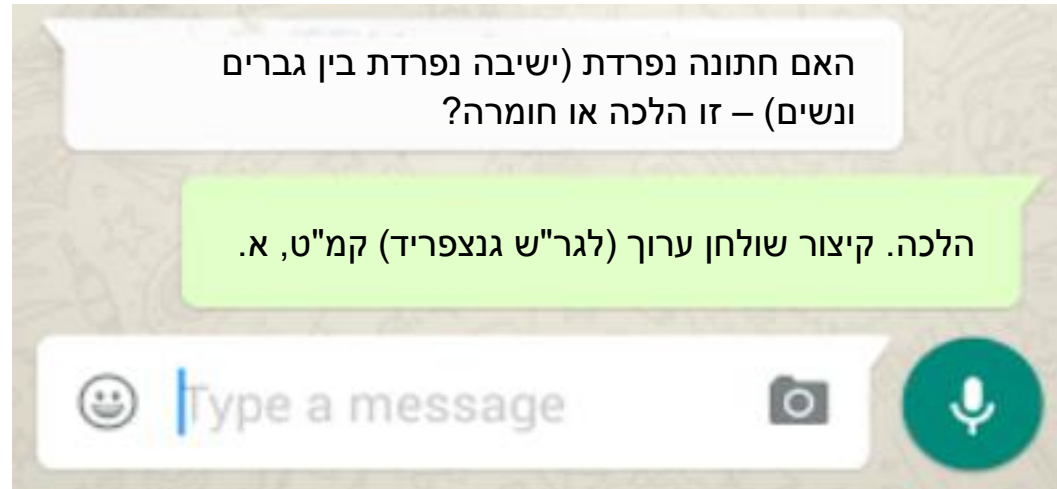 האם חתונה נפרדת (ישיבה נפרדת בין גברים
ונשים) – זו הלכה או חומרה?
הלכה. קיצור שולחן ערוך (לגר"ש גנצפריד) קמ"ט, א.
Type a message